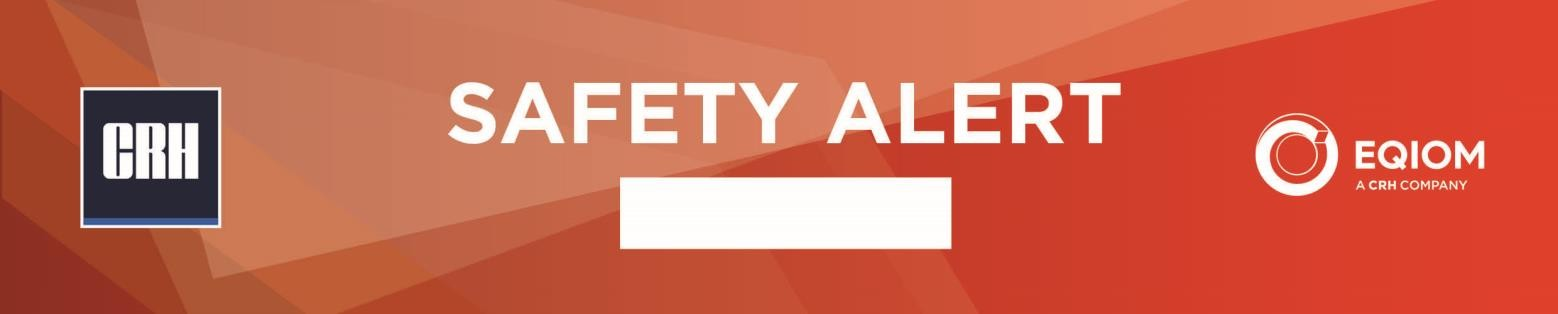 CRH
SAFETY ALERT
EQIOM
A CRH COMPANY